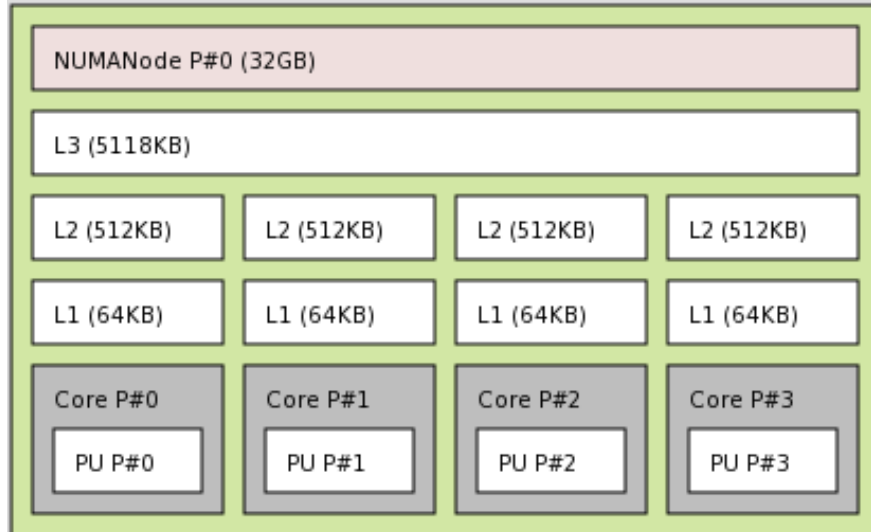 NUMANode P#0 (32GB)
L3 (5118KB)
L2 (512KB) L2 (512KB) L2 (512KB) L2 (512KB)
L1 (64KB) L1 (64KB) L1 (64KB) L1 (64KB)
Core P#0 Core P#1 Core P#2 Core P#3
PU P#0 PU P#1 PU P#2 PU P#3